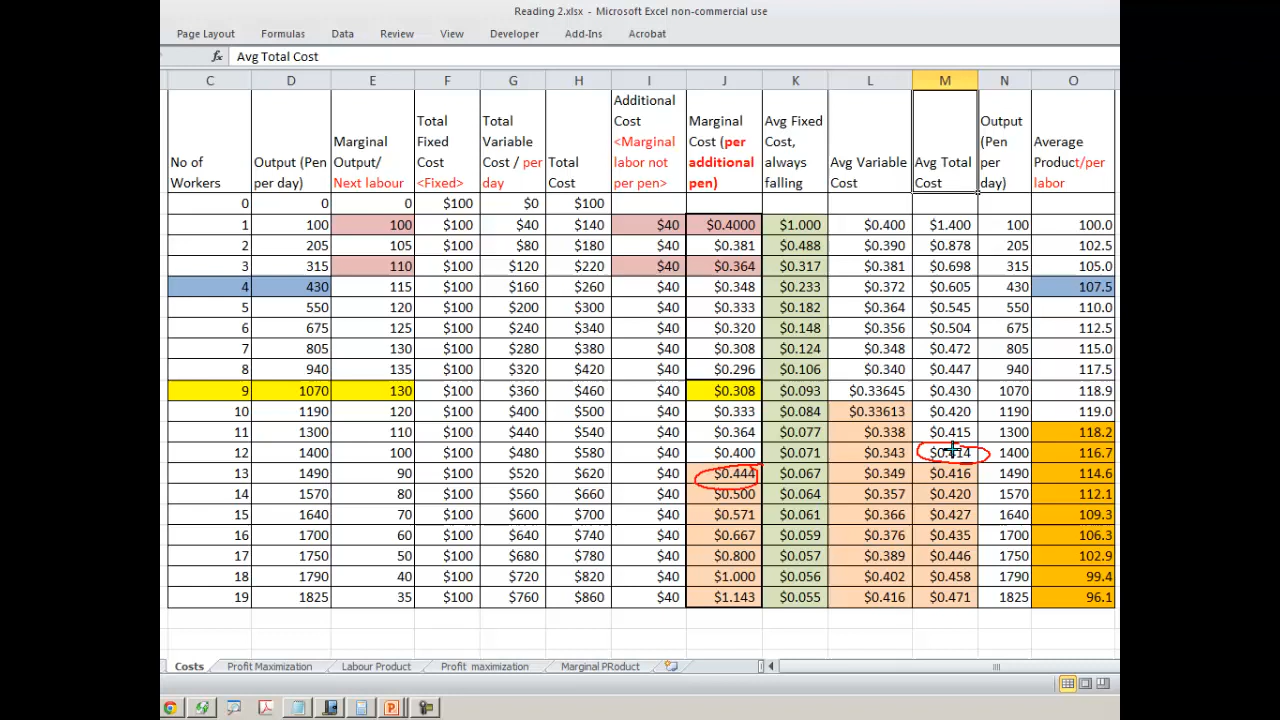 Reading 2.xlsx - Microsoft Excel non-commercial use
Page Layout Formulas Data Review View Developer Add-Ins Acrobat
fx Avg Total Cost
C D E F G H I J K L M N O
No of Workers Output (Pen per day) Marginal Output/ Next labour Total Fixed Cost <Fixed> Total Variable Cost / per day Total Cost Additional Cost <Marginal labor not per pen> Marginal Cost (per additional pen) Avg Fixed Cost, always falling Avg Variable Cost Avg Total Cost Output (Pen per day) Average Product/per labor
0 0 0 $100 $0 $100
1 100 100 $100 $40 $140 $40 $0.4000 $1.000 $0.400 $1.400 100 100.0
2 205 105 $100 $80 $180 $40 $0.381 $0.488 $0.390 $0.878 205 102.5
3 315 110 $100 $120 $220 $40 $0.364 $0.317 $0.381 $0.698 315 105.0
4 430 115 $100 $160 $260 $40 $0.348 $0.233 $0.372 $0.605 430 107.5
5 550 120 $100 $200 $300 $40 $0.333 $0.182 $0.364 $0.545 550 110.0
6 675 125 $100 $240 $340 $40 $0.320 $0.148 $0.356 $0.504 675 112.5
7 805 130 $100 $280 $380 $40 $0.308 $0.124 $0.348 $0.472 805 115.0
8 940 135 $100 $320 $420 $40 $0.296 $0.106 $0.340 $0.447 940 117.5
9 1070 130 $100 $360 $460 $40 $0.308 $0.093 $0.33645 $0.430 1070 118.9
10 1190 120 $100 $400 $500 $40 $0.333 $0.084 $0.33613 $0.420 1190 119.0
11 1300 110 $100 $440 $540 $40 $0.364 $0.077 $0.338 $0.415 1300 118.2
12 1400 100 $100 $480 $580 $40 $0.400 $0.071 $0.343 1400 116.7
13 1490 90 $100 $520 $620 $40 $0.444 $0.067 $0.349 $0.416 1490 114.6
14 1570 80 $100 $560 $660 $40 $0.500 $0.064 $0.357 $0.420 1570 112.1
15 1640 70 $100 $600 $700 $40 $0.571 $0.061 $0.366 $0.427 1640 109.3
16 1700 60 $100 $640 $740 $40 $0.667 $0.059 $0.376 $0.435 1700 106.3
17 1750 50 $100 $680 $780 $40 $0.800 $0.057 $0.389 $0.446 1750 102.9
18 1790 40 $100 $720 $820 $40 $1.000 $0.056 $0.402 $0.458 1790 99.4
19 1825 35 $100 $760 $860 $40 $1.143 $0.055 $0.416 $0.471 1825 96.1
Costs Profit Maximization Labour Product Profit maximization Marginal PRoduct